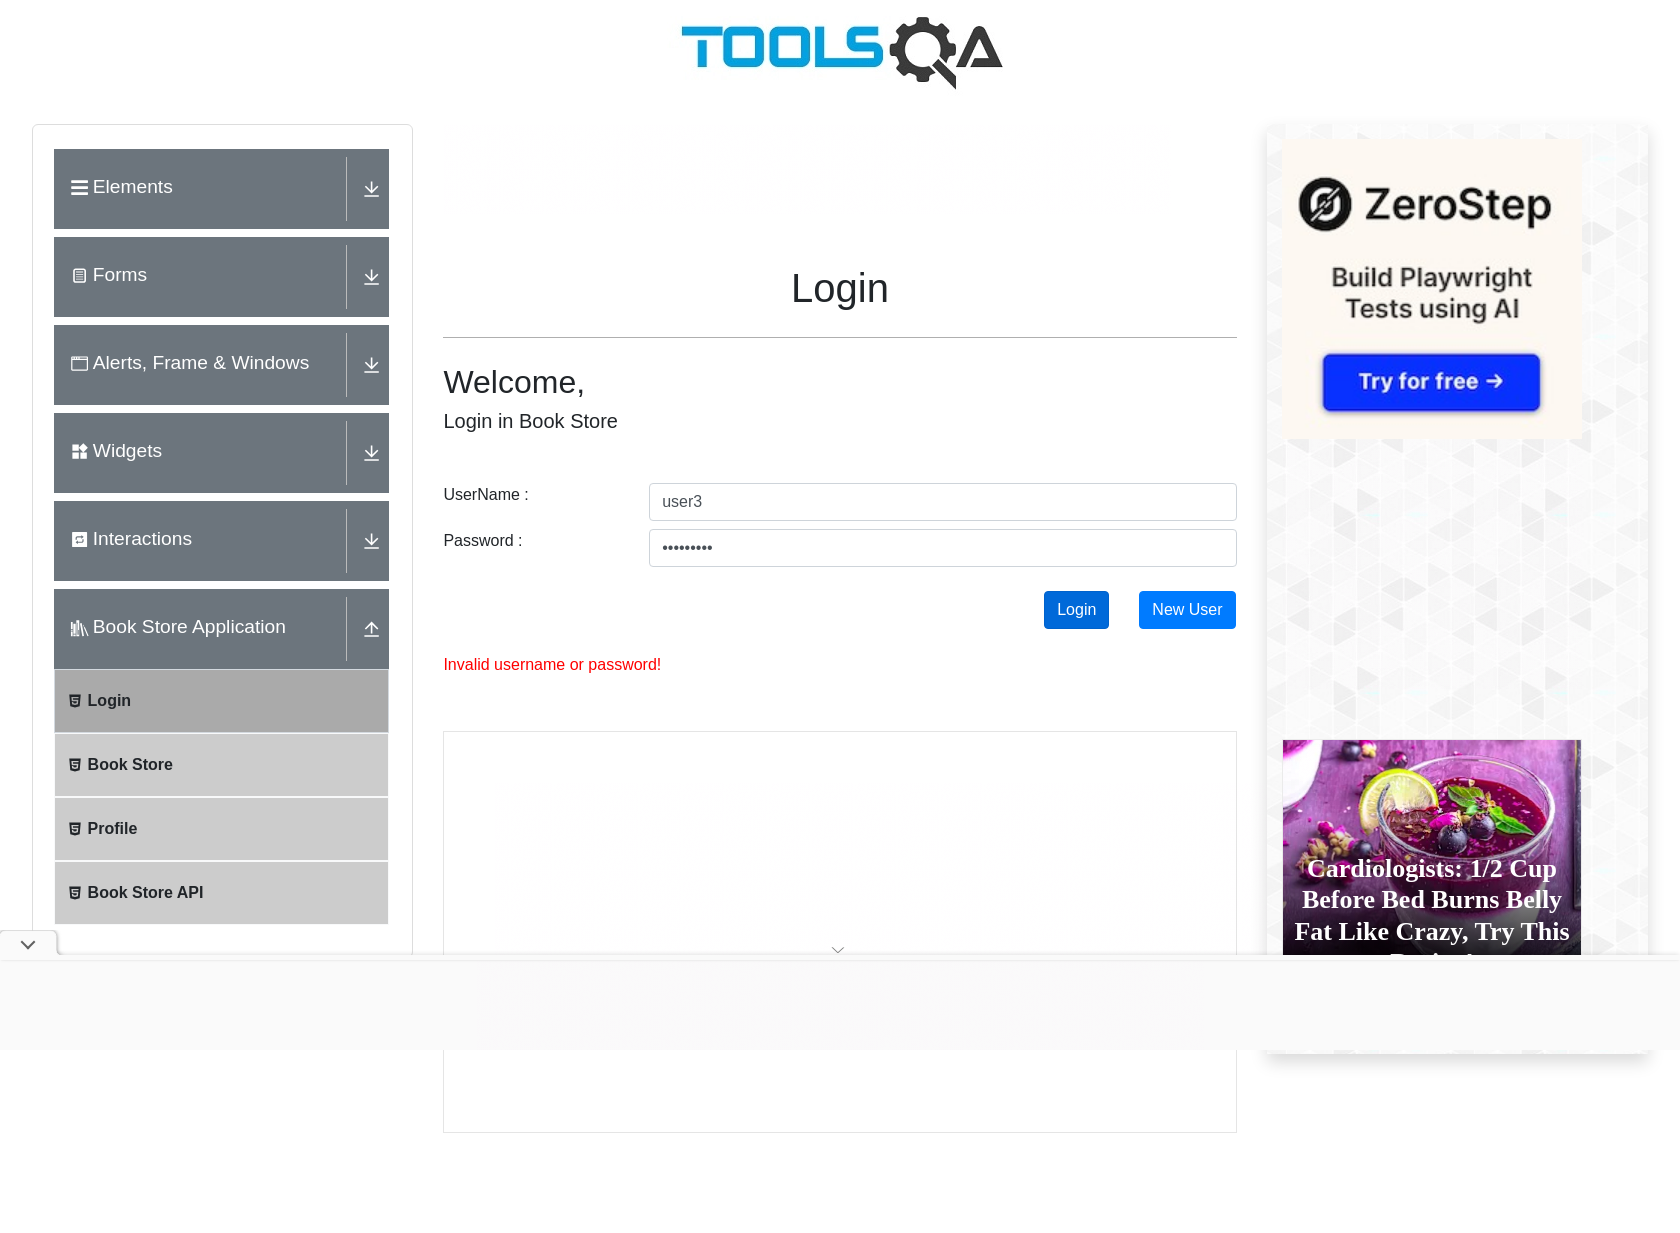 TOOLSQA
Elements
Forms
Alerts, Frame & Windows
Widgets
Interactions
Book Store Application
Login
Book Store
Profile
Book Store API
Login
Welcome,
Login in Book Store
UserName :
user3
Password :
•••••••••
Login
New User
Invalid username or password!
ZeroStep
Build Playwright
Tests using AI
Try for free →
Cardiologists: 1/2 Cup
Before Bed Burns Belly
Fat Like Crazy, Try This